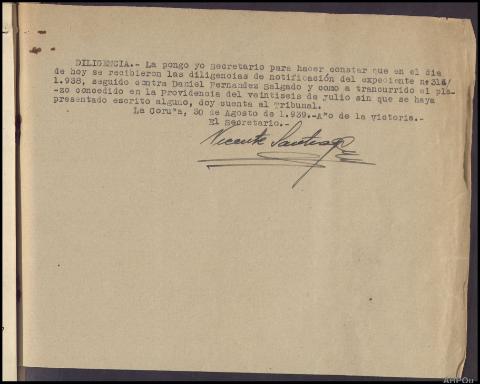 DILIGENCIA.- La pongo yo secretario para hacer constar que en el dia
de hoy se recibieron las diligencias de notificación del expediente nº 314/
1.938, seguido contra Daniel Fernandez Salgado y como a trancurrido el pla-
-zo concedido en la Providencia del veintiseis de julio sin que se haya
presentado escrito alguno, doy cuenta al Tribunal.
La Coru*a, 30 de Agosto de 1.939.-A*o de la Victoria.-
El Secretario.-
Vicente Santiago
AHPOu